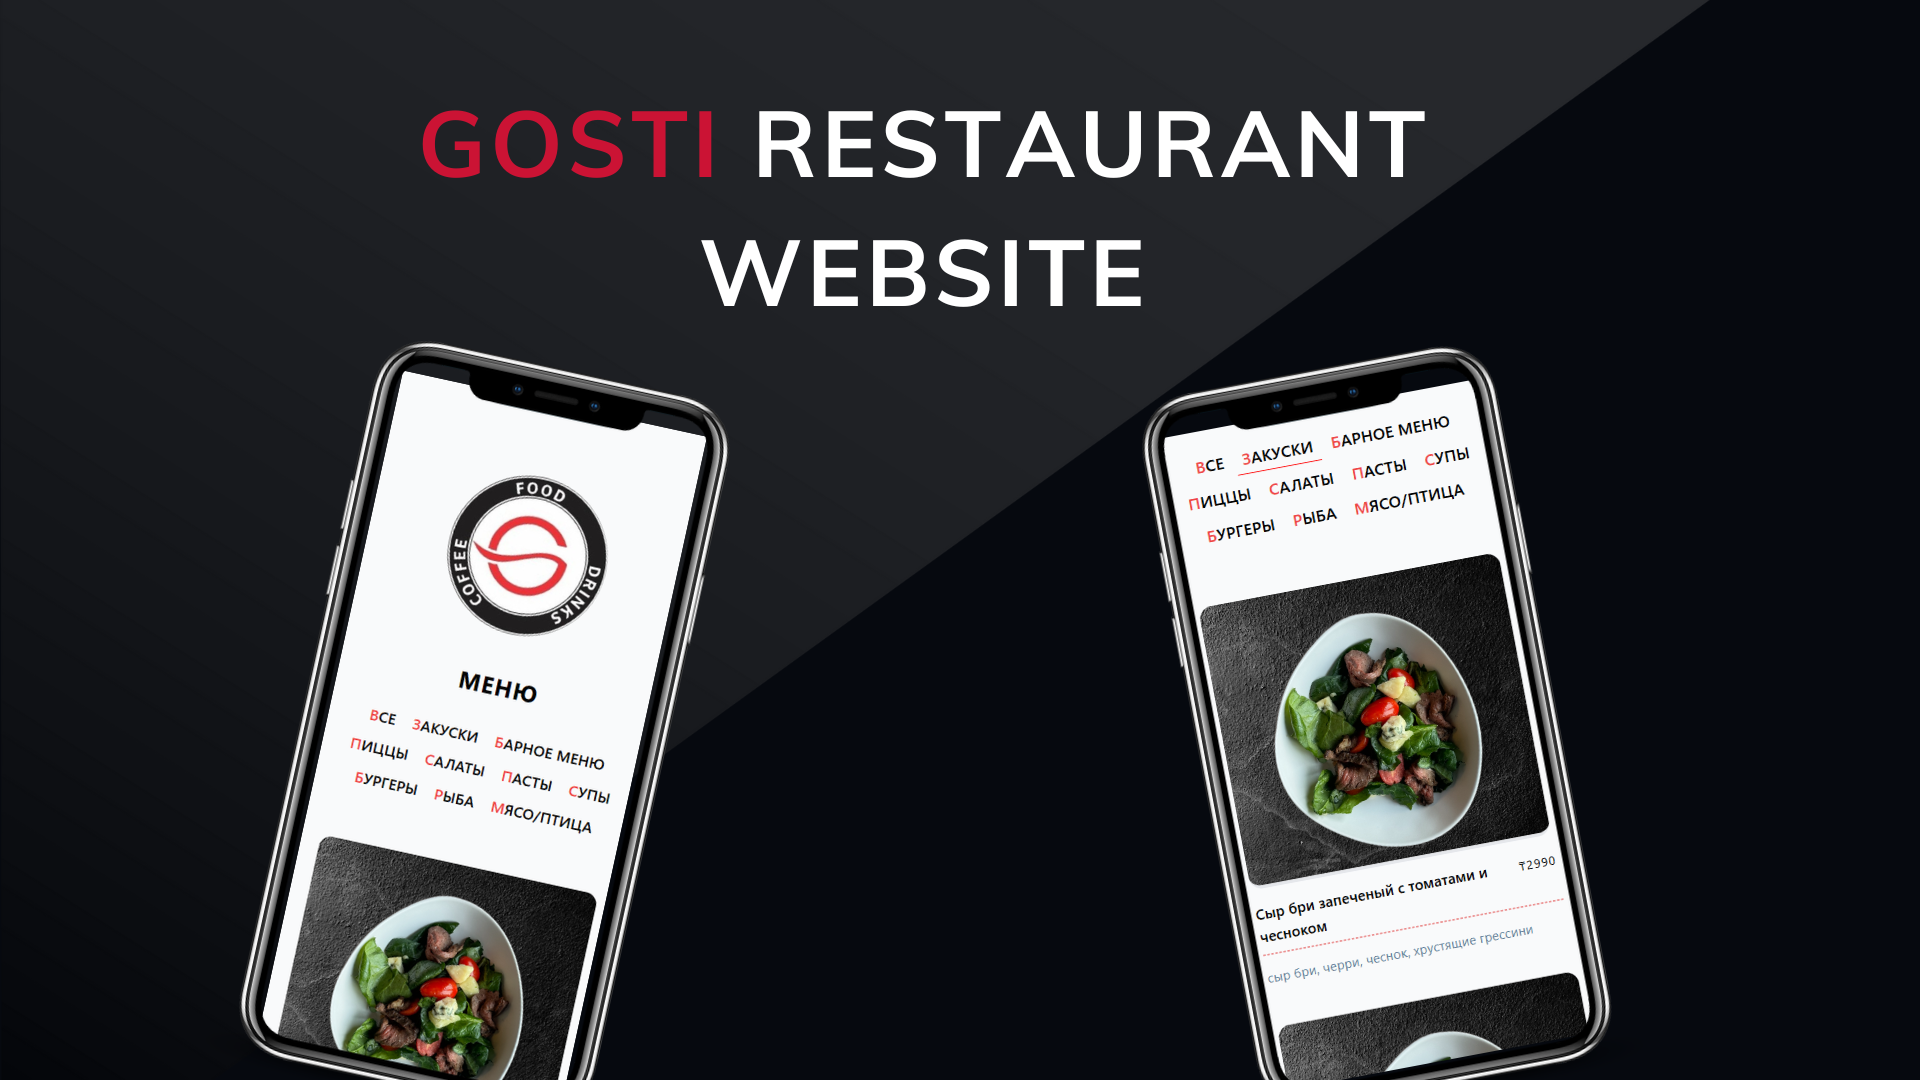 GOSTI RESTAURANT
WEBSITE
FOOD
DRINKS
COFFEE
МЕНЮ
ВСЕ ЗАКУСКИ БАРНОЕ МЕНЮ
ПИЦЦЫ САЛАТЫ ПАСТЫ СУПЫ
БУРГЕРЫ РЫБА МЯСО/ПТИЦА
ВСЕ ЗАКУСКИ БАРНОЕ МЕНЮ
ПИЦЦЫ САЛАТЫ ПАСТЫ СУПЫ
БУРГЕРЫ РЫБА МЯСО/ПТИЦА
Сыр бри запеченый с томатами и ₸2990
чесноком
сыр бри, черри, чеснок, хрустящие грессини